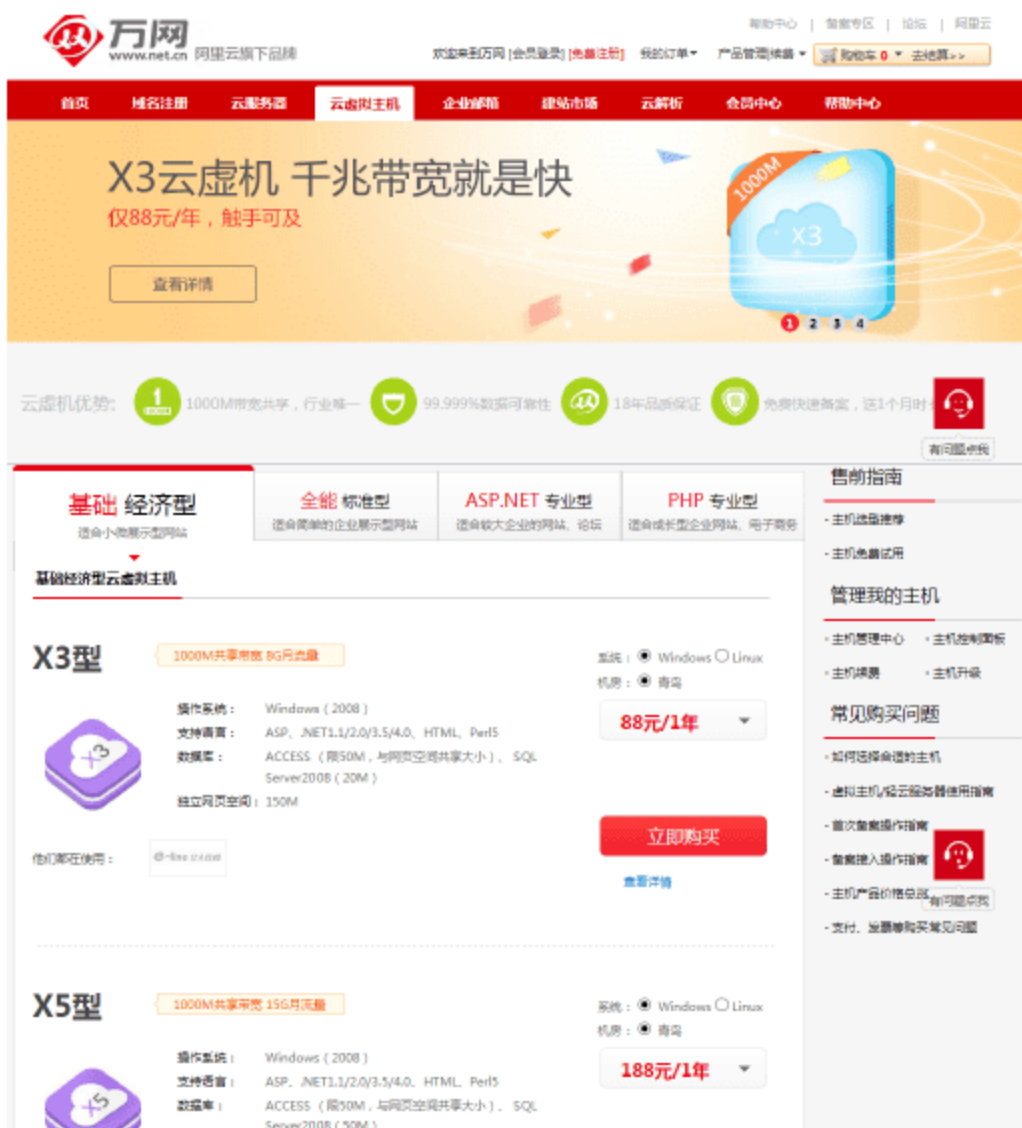 万网
www.net.cn 阿里云旗下品牌
帮助中心 | 备案专区 | 论坛 | 阿里云
欢迎来到万网 [会员登录] [免费注册] 我的订单 产品管理|续费 购物车 0 去结算>>
首页 域名注册 云服务器 云虚拟主机 企业邮箱 建站市场 云解析 会员中心 帮助中心
X3云虚机 千兆带宽就是快
仅88元/年，触手可及
查看详情
1000M
X3
1 2 3 4
云虚机优势: 1000M带宽共享，行业唯一 99.999%数据可靠性 18年品质保证 免费快速备案，送1个月时
有问题点我
基础 经济型
适合小微展示型网站
全能 标准型
适合简单的企业展示型网站
ASP.NET 专业型
适合较大企业的网站、论坛
PHP 专业型
适合成长型企业网站、电子商务
基础经济型云虚拟主机
X3型
1000M共享带宽 8G月流量
系统： Windows Linux
机房： 青岛
操作系统： Windows（2008）
支持语言： ASP、.NET1.1/2.0/3.5/4.0、HTML、Perl5
数据库： ACCESS （限50M，与网页空间共享大小）、SQL
Server2008（20M）
独立网页空间：150M
88元/1年
立即购买
查看详情
他们都在使用：
X5型
1000M共享带宽 15G月流量
系统： Windows Linux
机房： 青岛
操作系统： Windows（2008）
支持语言： ASP、.NET1.1/2.0/3.5/4.0、HTML、Perl5
数据库： ACCESS （限50M，与网页空间共享大小）、SQL
Server2008（50M）
188元/1年
售前指南
- 主机选型推荐
- 主机免费试用
管理我的主机
· 主机管理中心 · 主机控制面板
· 主机续费 · 主机升级
常见购买问题
· 如何选择合适的主机
- 虚拟主机/轻云服务器使用指南
- 首次备案操作指南
- 备案接入操作指南
- 主机产品价格总
有问题点我
- 支付、发票等购买常见问题